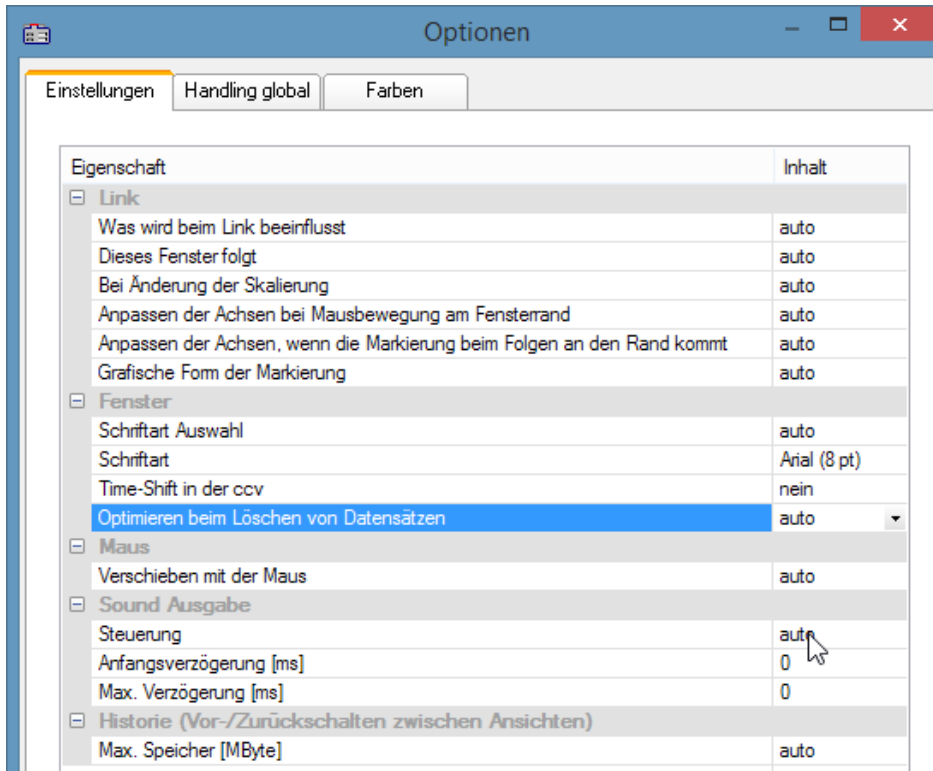 Optionen
Einstellungen Handling global Farben
Eigenschaft Inhalt
Link
Was wird beim Link beeinflusst auto
Dieses Fenster folgt auto
Bei Änderung der Skalierung auto
Anpassen der Achsen bei Mausbewegung am Fensterrand auto
Anpassen der Achsen, wenn die Markierung beim Folgen an den Rand kommt auto
Grafische Form der Markierung auto
Fenster
Schriftart Auswahl auto
Schriftart Arial (8 pt)
Time-Shift in der ccv nein
Optimieren beim Löschen von Datensätzen auto
Maus
Verschieben mit der Maus auto
Sound Ausgabe
Steuerung auto
Anfangsverzögerung [ms] 0
Max. Verzögerung [ms] 0
Historie (Vor-/Zurückschalten zwischen Ansichten)
Max. Speicher [MByte] auto